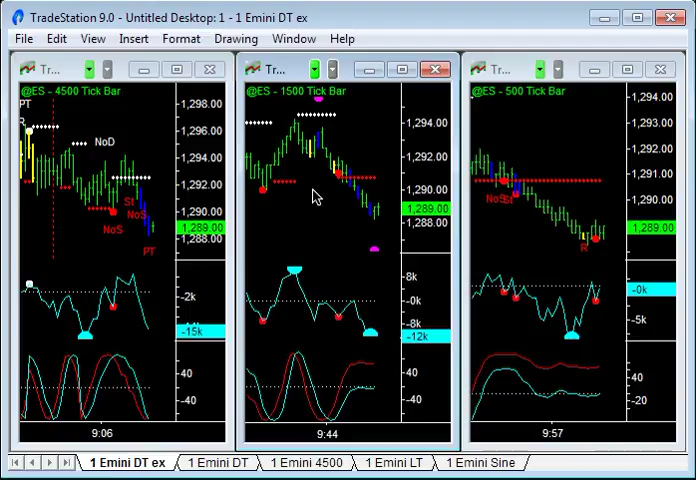 TradeStation 9.0 - Untitled Desktop: 1 - 1 Emini DT ex
File Edit View Insert Format Drawing Window Help
Tr...
@ES - 4500 Tick Bar
PT
R
NoD
St
NoS
NoS
PT
1,298.00
1,296.00
1,294.00
1,292.00
1,290.00
1,289.00
1,288.00
-2k
-15k
40
-40
9:06
Tr...
@ES - 1500 Tick Bar
1,294.00
1,292.00
1,290.00
1,289.00
1,288.00
8k
-0k
-8k
-12k
40
-40
9:44
Tr...
@ES - 500 Tick Bar
NoS
St
R
1,294.00
1,293.00
1,292.00
1,291.00
1,290.00
1,289.00
1,288.00
-0k
-5k
40
-20
9:57
1 Emini DT ex 1 Emini DT 1 Emini 4500 1 Emini LT 1 Emini Sine